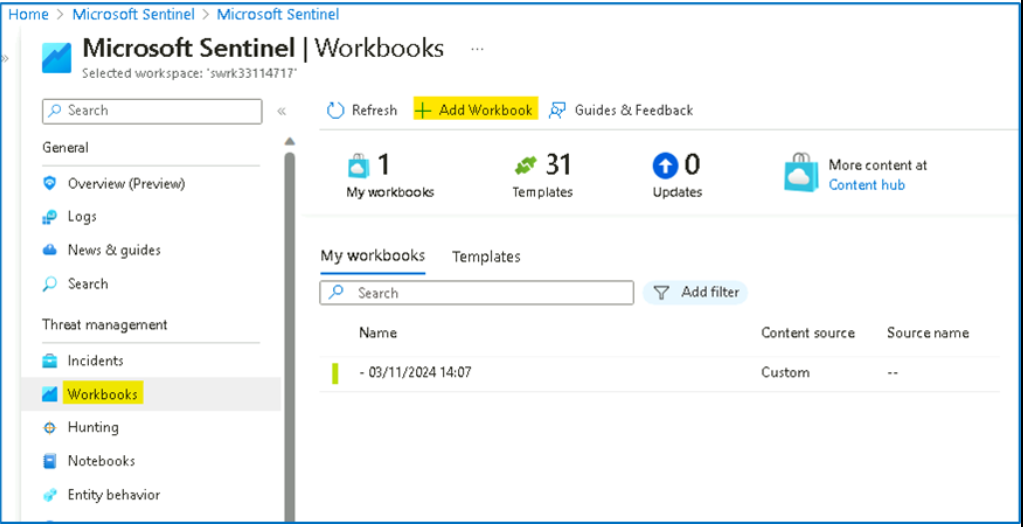 Home > Microsoft Sentinel > Microsoft Sentinel
Microsoft Sentinel | Workbooks ...
Selected workspace: 'swrk33114717'
Search
«
Refresh + Add Workbook Guides & Feedback
General
Overview (Preview)
Logs
News & guides
Search
Threat management
Incidents
Workbooks
Hunting
Notebooks
Entity behavior
1
My workbooks
31
Templates
0
Updates
More content at
Content hub
My workbooks Templates
Search Add filter
Name Content source Source name
- 03/11/2024 14:07 Custom --